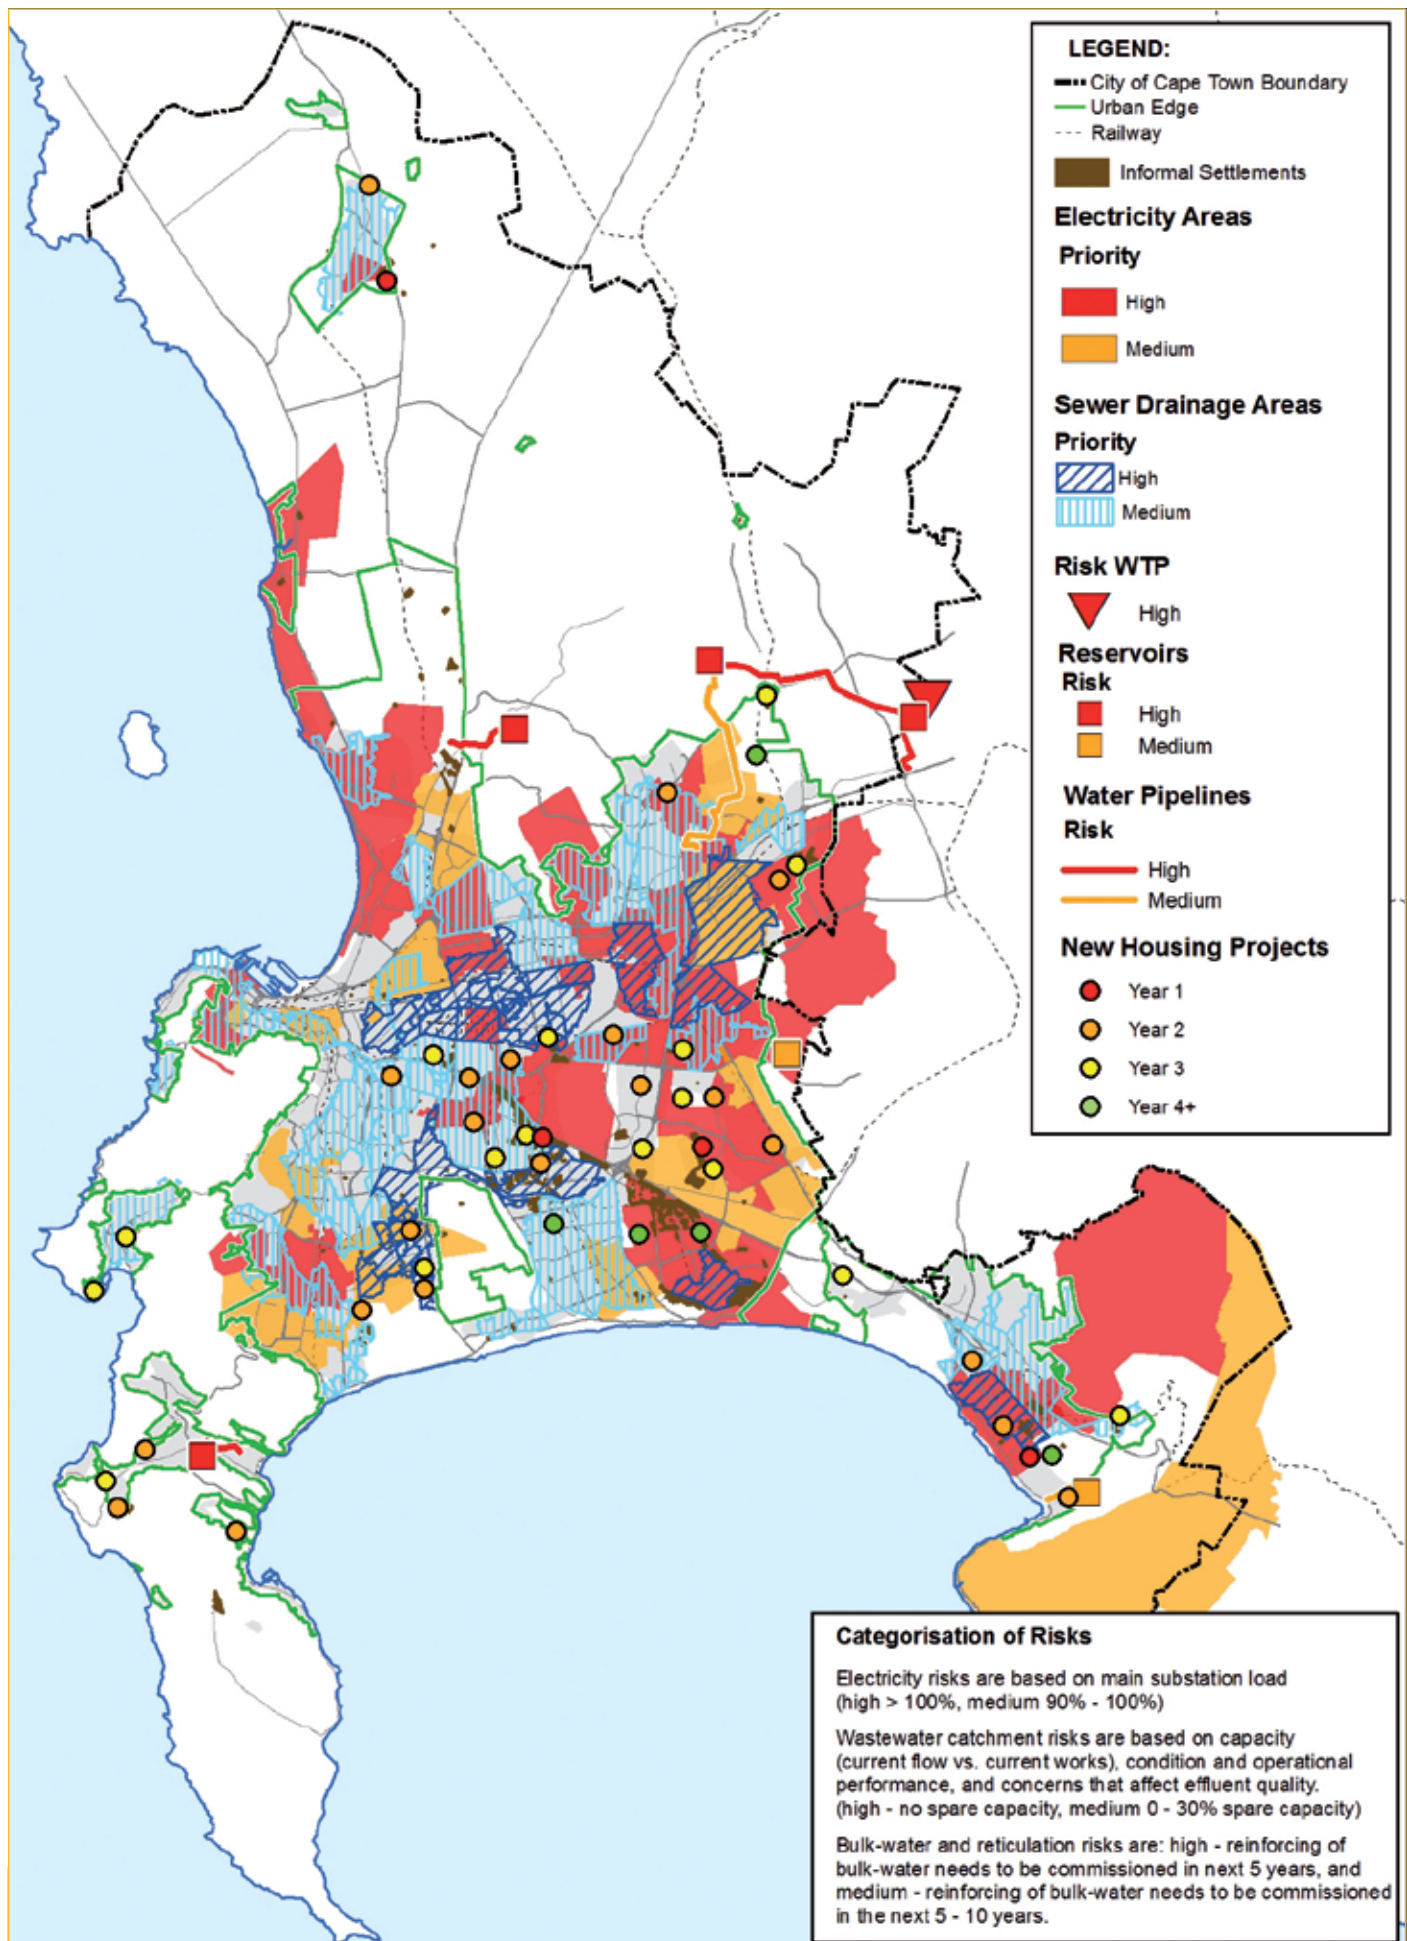 LEGEND:
City of Cape Town Boundary
Urban Edge
Railway
Informal Settlements
Electricity Areas
Priority
High
Medium
Sewer Drainage Areas
Priority
High
Medium
Risk WTP
High
Reservoirs
Risk
High
Medium
Water Pipelines
Risk
High
Medium
New Housing Projects
Year 1
Year 2
Year 3
Year 4+
Categorisation of Risks
Electricity risks are based on main substation load
(high > 100%, medium 90% - 100%)
Wastewater catchment risks are based on capacity
(current flow vs. current works), condition and operational
performance, and concerns that affect effluent quality.
(high - no spare capacity, medium 0 - 30% spare capacity)
Bulk-water and reticulation risks are: high - reinforcing of
bulk-water needs to be commissioned in next 5 years, and
medium - reinforcing of bulk-water needs to be commissioned
in the next 5 - 10 years.